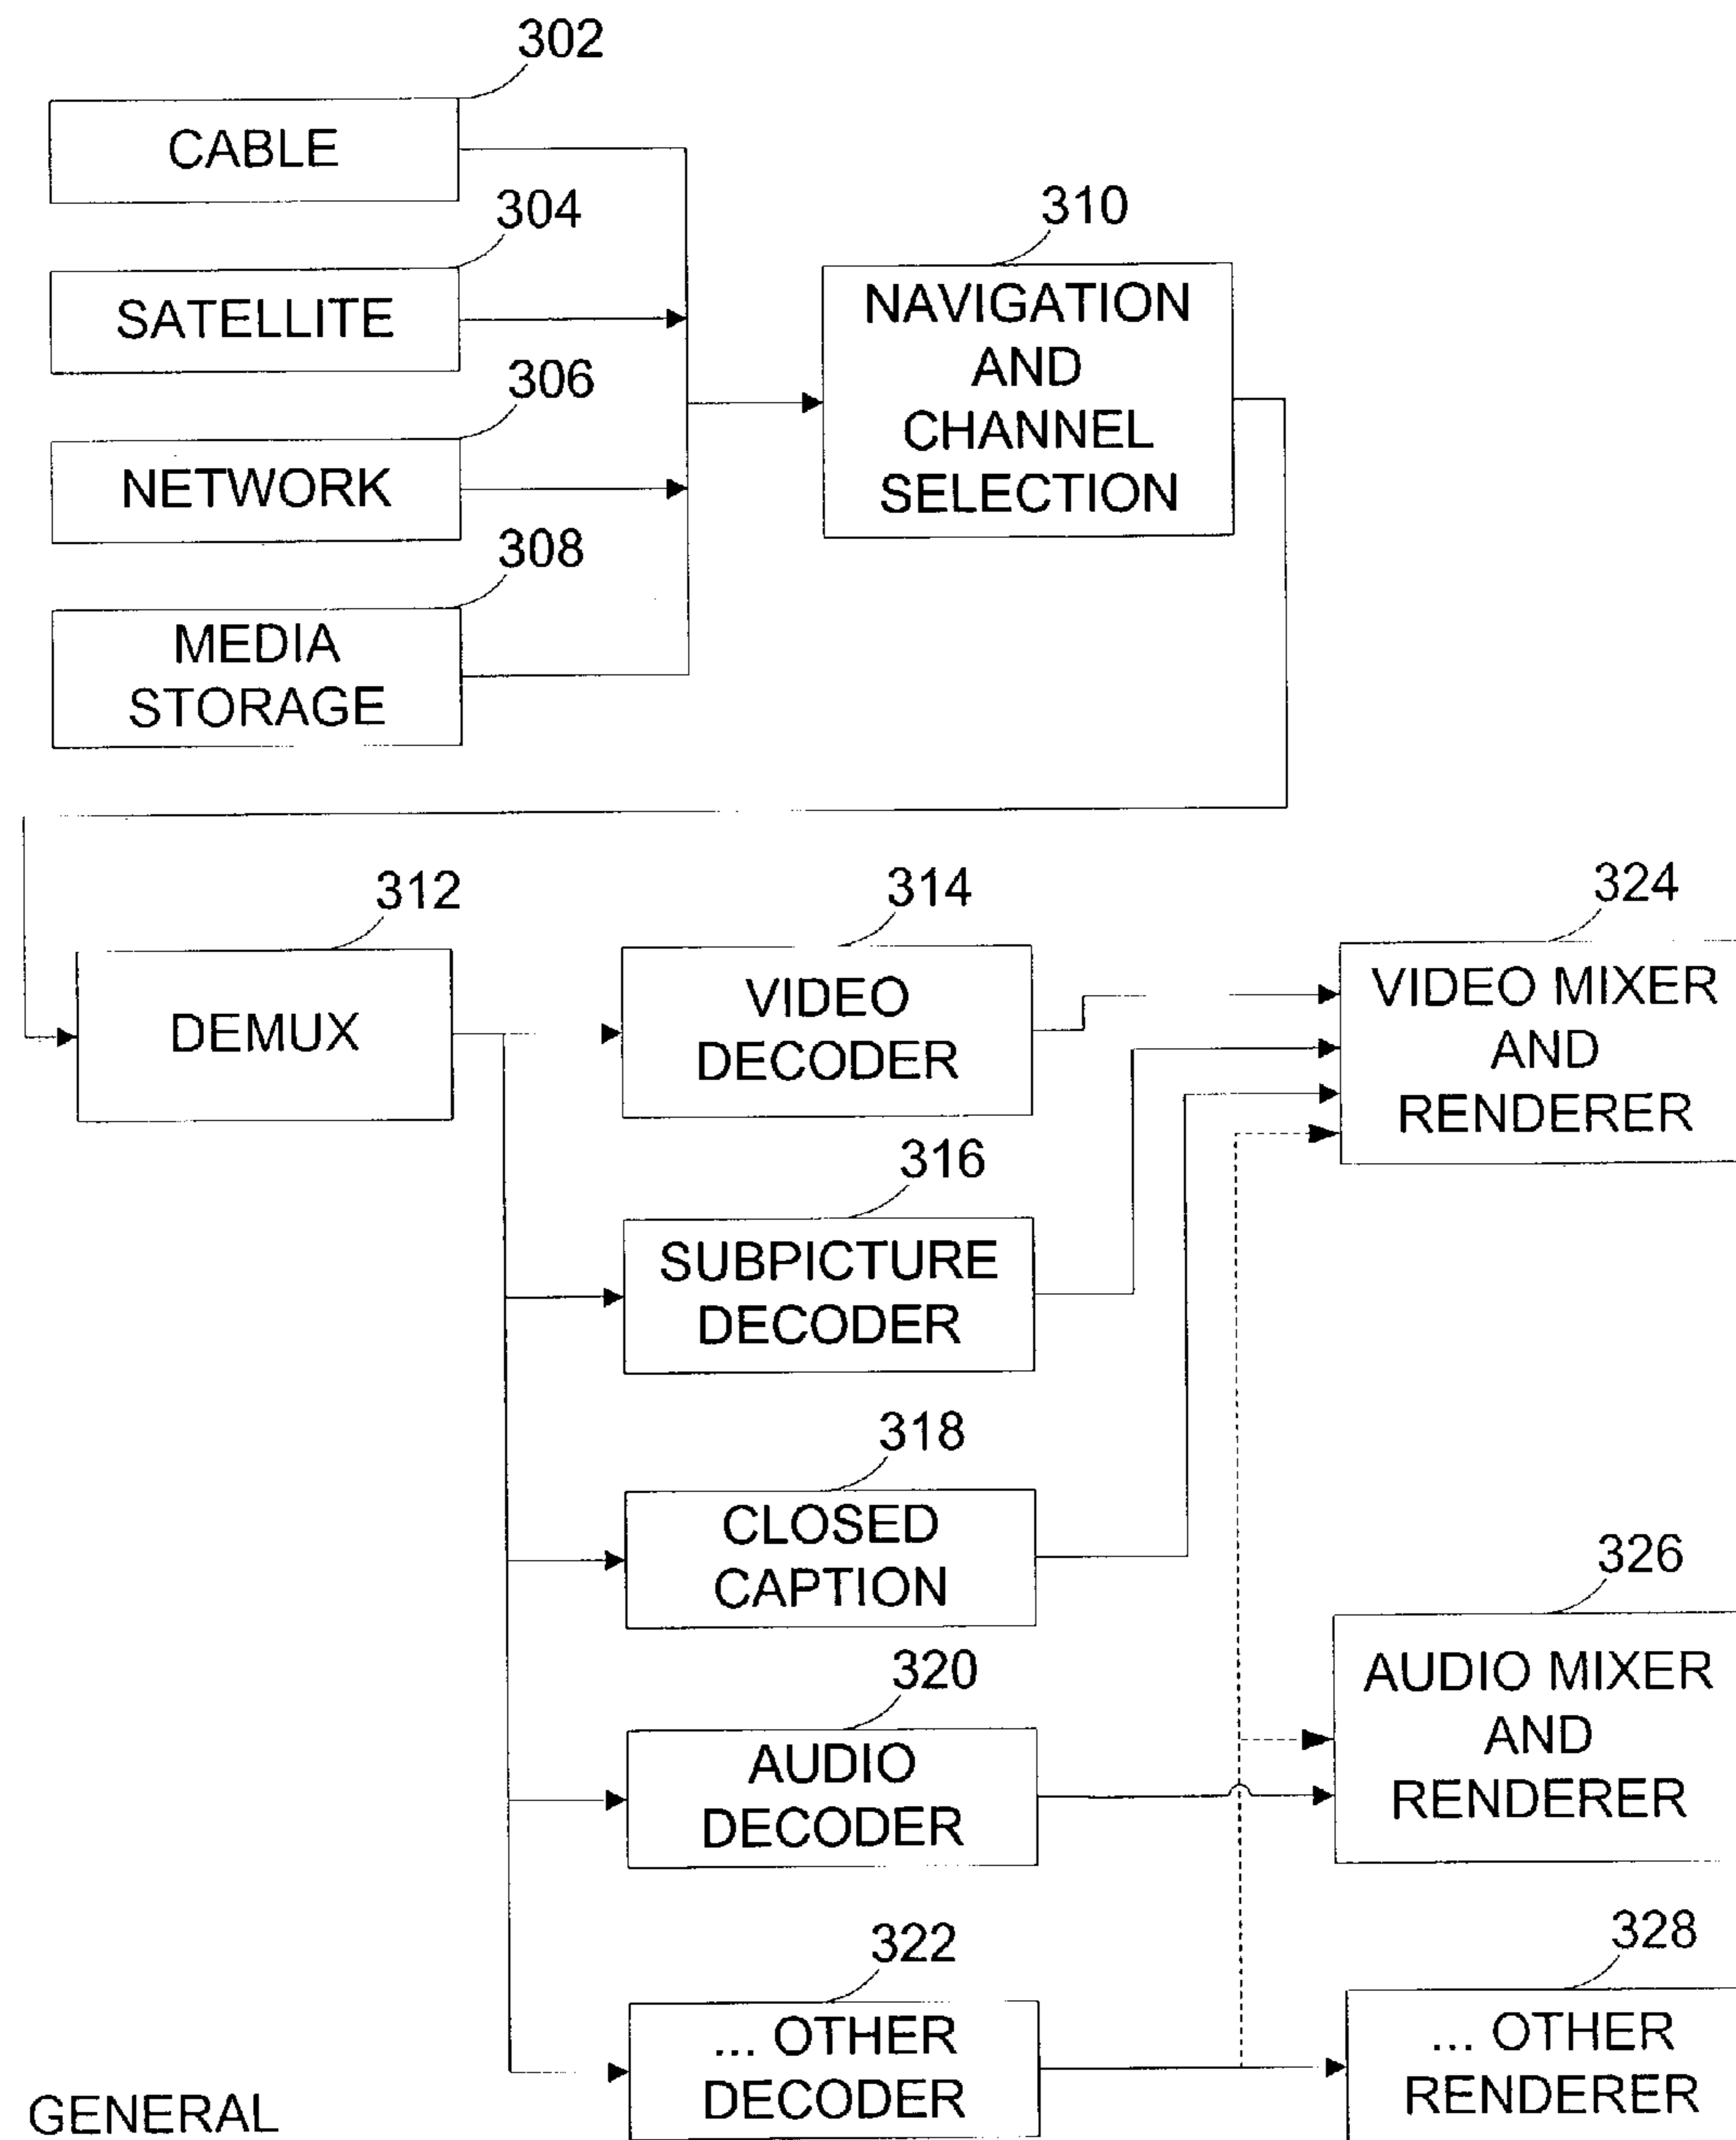 302
CABLE
304
SATELLITE
306
NETWORK
308
MEDIA
STORAGE
310
NAVIGATION
AND
CHANNEL
SELECTION
312
DEMUX
314
VIDEO
DECODER
316
SUBPICTURE
DECODER
318
CLOSED
CAPTION
320
AUDIO
DECODER
322
... OTHER
DECODER
324
VIDEO MIXER
AND
RENDERER
326
AUDIO MIXER
AND
RENDERER
328
... OTHER
RENDERER
GENERAL